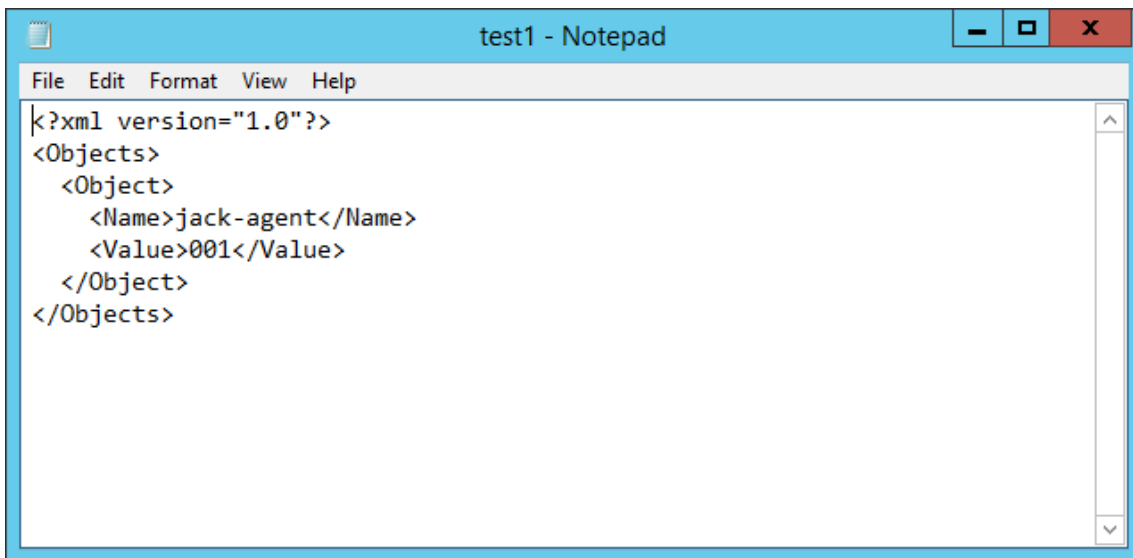 test1 - Notepad
File Edit Format View Help
<?xml version="1.0"?>
<Objects>
  <Object>
    <Name>jack-agent</Name>
    <Value>001</Value>
  </Object>
</Objects>